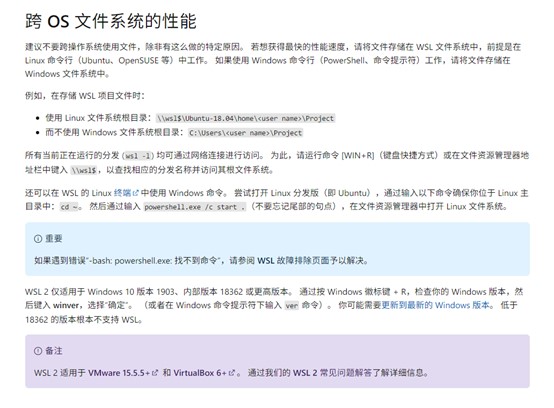 跨 OS 文件系统的性能
建议不要跨操作系统使用文件，除非有这么做的特定原因。 若想获得最快的性能速度，请将文件存储在 WSL 文件系统中，前提是在
Linux 命令行（Ubuntu、OpenSUSE 等）中工作。 如果使用 Windows 命令行（PowerShell、命令提示符）工作，请将文件存储在
Windows 文件系统中。
例如，在存储 WSL 项目文件时：
• 使用 Linux 文件系统根目录：\\wsl$\Ubuntu-18.04\home\<user name>\Project
• 而不使用 Windows 文件系统根目录：C:\Users\<user name>\Project
所有当前正在运行的分发 (wsl -l) 均可通过网络连接进行访问。 为此，请运行命令 [WIN+R]（键盘快捷方式）或在文件资源管理器地
址栏中键入 \\wsl$，以查找相应的分发名称并访问其根文件系统。
还可以在 WSL 的 Linux 终端中使用 Windows 命令。 尝试打开 Linux 分发版（即 Ubuntu），通过输入以下命令确保你位于 Linux 主
目录中：cd ~。 然后通过输入 powershell.exe /c start .（不要忘记尾部的句点），在文件资源管理器中打开 Linux 文件系统。
重要
如果遇到错误“-bash: powershell.exe: 找不到命令”，请参阅 WSL 故障排除页面予以解决。
WSL 2 仅适用于 Windows 10 版本 1903、内部版本 18362 或更高版本。 通过按 Windows 徽标键 + R，检查你的 Windows 版本，然
后键入 winver，选择“确定”。 （或者在 Windows 命令提示符下输入 ver 命令）。 你可能需要更新到最新的 Windows 版本。 低于
18362 的版本根本不支持 WSL。
备注
WSL 2 适用于 VMware 15.5.5+ 和 VirtualBox 6+。 通过我们的 WSL 2 常见问题解答了解详细信息。